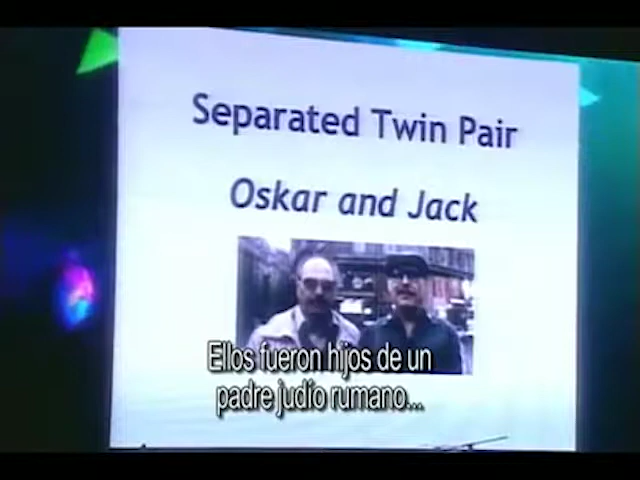 Separated Twin Pair
Oskar and Jack
Ellos fueron hijos de un
padre judío rumano...